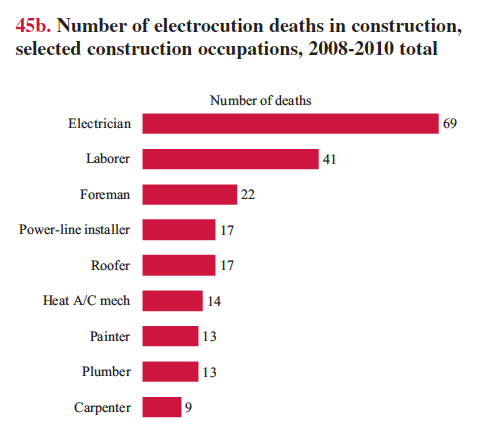 45b. Number of electrocution deaths in construction,
selected construction occupations, 2008-2010 total
Number of deaths
Electrician 69
Laborer 41
Foreman 22
Power-line installer 17
Roofer 17
Heat A/C mech 14
Painter 13
Plumber 13
Carpenter 9